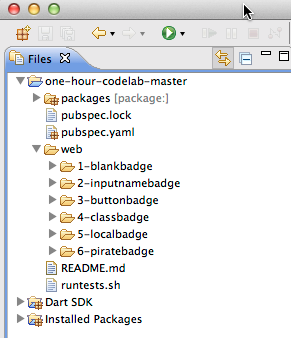 Files
one-hour-codelab-master
packages [package:]
pubspec.lock
pubspec.yaml
web
1-blankbadge
2-inputnamebadge
3-buttonbadge
4-classbadge
5-localbadge
6-piratebadge
README.md
runtests.sh
Dart SDK
Installed Packages